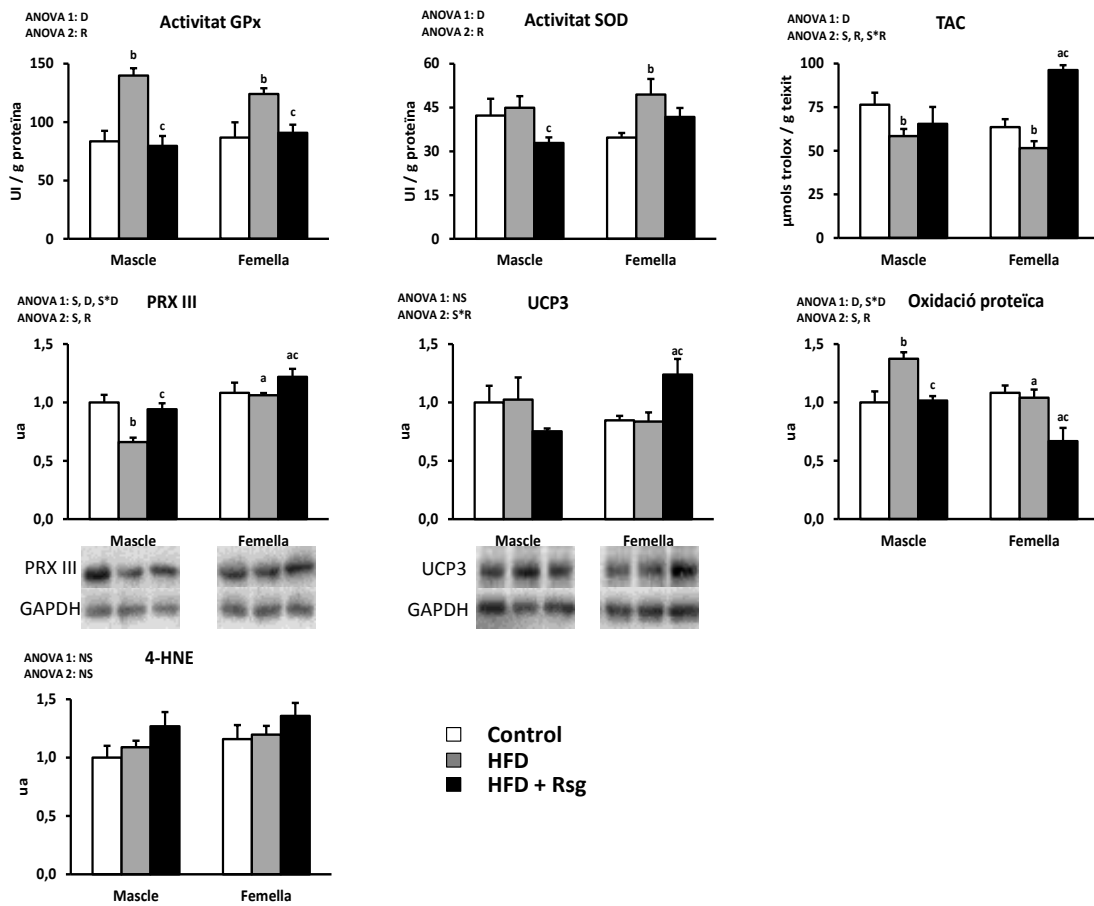 ANOVA 1: D
ANOVA 2: R
Activitat GPx
UI / g proteïna
150
100
50
0
b
c
b
c
Mascle
Femella
ANOVA 1: D
ANOVA 2: R
Activitat SOD
UI / g proteïna
60
45
30
15
0
c
b
Mascle
Femella
ANOVA 1: D
ANOVA 2: S, R, S*R
TAC
µmols trolox / g teixit
100
75
50
25
0
b
b
ac
Mascle
Femella
ANOVA 1: S, D, S*D
ANOVA 2: S, R
PRX III
ua
1,5
1,0
0,5
0,0
b
c
a
ac
Mascle
Femella
PRX III
GAPDH
ANOVA 1: NS
ANOVA 2: S*R
UCP3
ua
1,5
1,0
0,5
0,0
ac
Mascle
Femella
UCP3
GAPDH
ANOVA 1: D, S*D
ANOVA 2: S, R
Oxidació proteïca
ua
1,5
1,0
0,5
0,0
b
c
a
ac
Mascle
Femella
ANOVA 1: NS
ANOVA 2: NS
4-HNE
ua
1,5
1,0
0,5
0,0
Mascle
Femella
Control
HFD
HFD + Rsg